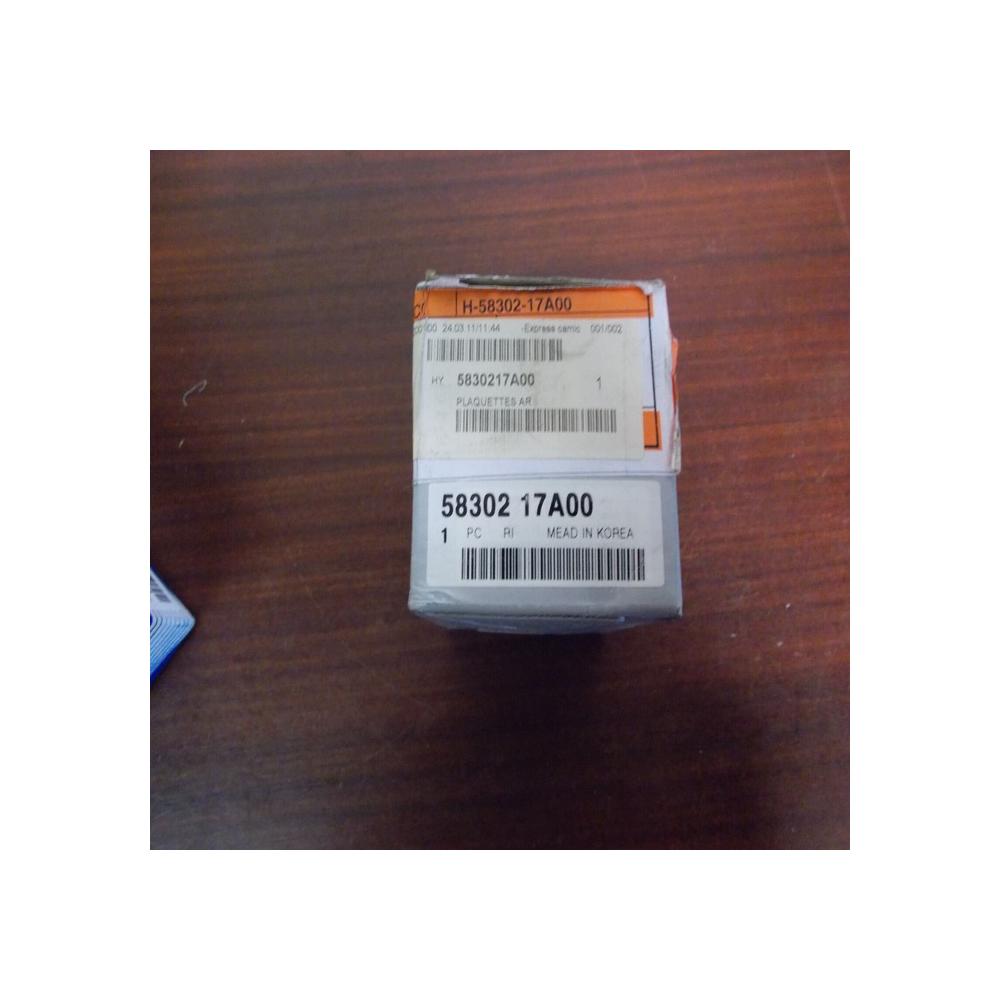 H-58302-17A00
00 24.03 11/11:44 -Express camic 001/002
HY 5830217A00 1
PLAQUETTES AR
58302 17A00
1 PC RI MEAD IN KOREA